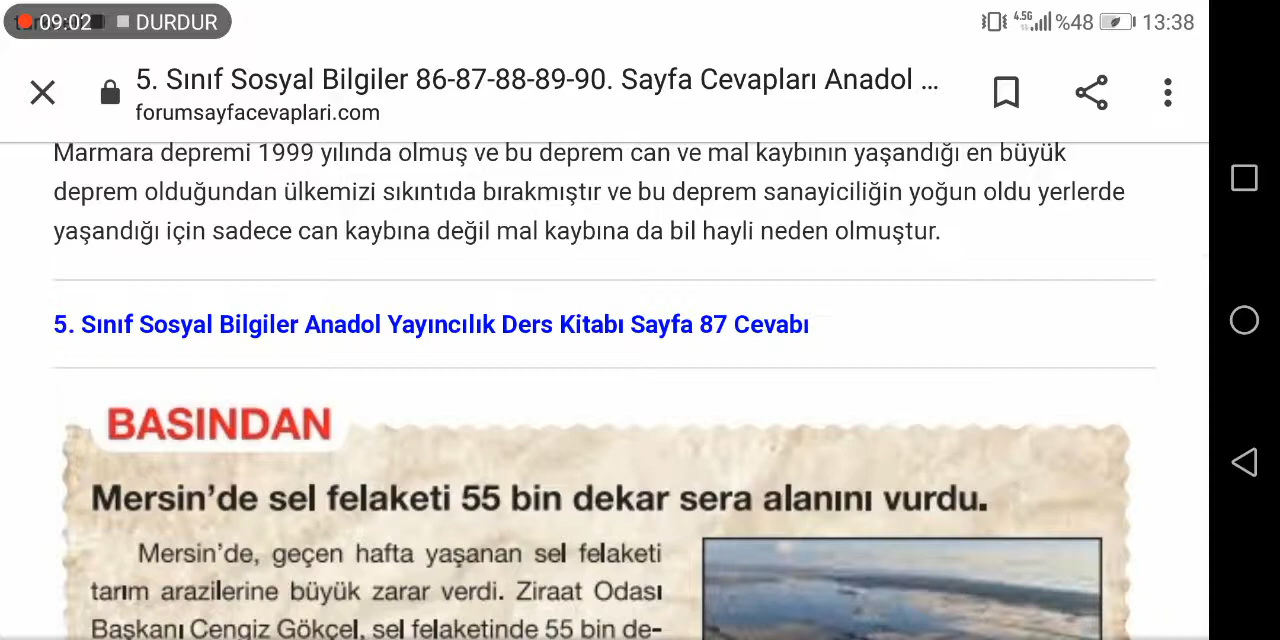 09:02 DURDUR
4.5G %48 13:38
5. Sınıf Sosyal Bilgiler 86-87-88-89-90. Sayfa Cevapları Anadol ...
forumsayfacevaplari.com
Marmara depremi 1999 yılında olmuş ve bu deprem can ve mal kaybının yaşandığı en büyük
deprem olduğundan ülkemizi sıkıntıda bırakmıştır ve bu deprem sanayiciliğin yoğun oldu yerlerde
yaşandığı için sadece can kaybına değil mal kaybına da bil hayli neden olmuştur.
5. Sınıf Sosyal Bilgiler Anadol Yayıncılık Ders Kitabı Sayfa 87 Cevabı
BASINDAN
Mersin’de sel felaketi 55 bin dekar sera alanını vurdu.
Mersin’de, geçen hafta yaşanan sel felaketi
tarım arazilerine büyük zarar verdi. Ziraat Odası
Başkanı Cengiz Gökçel, sel felaketinde 55 bin de-